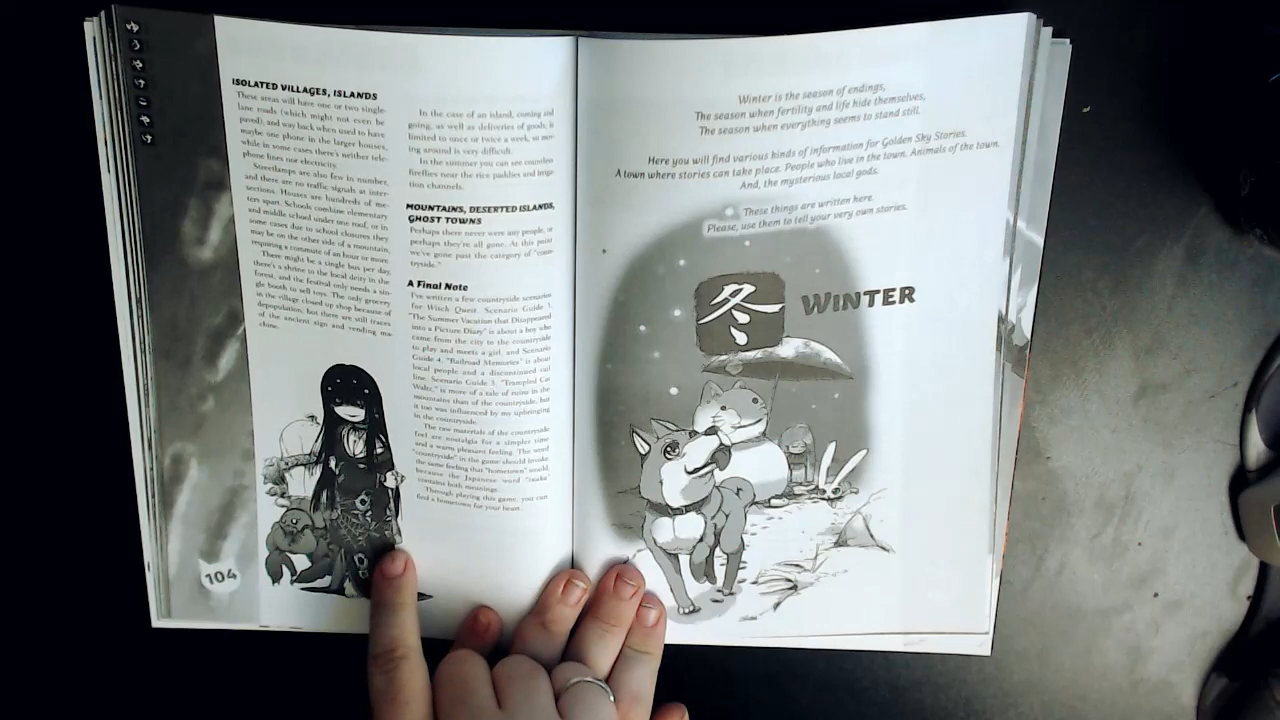 ゆうやけこやけ
ISOLATED VILLAGES, ISLANDS
These areas will have one or two single-
lane roads (which might not even be
paved), and way back when used to have
maybe one phone in the larger houses,
while in some cases there's neither tele-
phone lines nor electricity.
Streetlamps are also few in number,
and there are no traffic signals at inter-
sections. Houses are hundreds of me-
ters apart. Schools combine elementary
and middle school under one roof, or in
some cases due to school closures they
may be on the other side of a mountain,
requiring a commute of an hour or more.
There might be a single bus per day,
there's a shrine to the local deity in the
forest, and the festival only needs a sin-
gle booth to sell toys. The only grocery
in the village closed up shop because of
depopulation, but there are still traces
of the ancient sign and vending ma-
chine.
104
In the case of an island, coming and
going, as well as deliveries of goods, is
limited to once or twice a week, so mov-
ing around is very difficult.
In the summer you can see countless
fireflies near the rice paddies and irriga-
tion channels.
MOUNTAINS, DESERTED ISLANDS,
GHOST TOWNS
Perhaps there never were any people, or
perhaps they're all gone. At this point
we've gone past the category of "coun-
tryside."
A Final Note
I've written a few countryside scenarios
for Witch Quest. Scenario Guide 1,
"The Summer Vacation that Disappeared
into a Picture Diary" is about a boy who
came from the city to the countryside
to play and meets a girl, and Scenario
Guide 4, "Railroad Memories" is about
local people and a discontinued rail
line. Scenario Guide 3, "Trampled Cat
Waltz," is more of a tale of ruins in the
mountains than of the countryside, but
it too was influenced by my upbringing
in the countryside.
The raw materials of the countryside
feel are nostalgia for a simpler time
and a warm pleasant feeling. The word
"countryside" in the game should invoke
the same feeling that "hometown" would,
because the Japanese word "inaka"
contains both meanings.
Through playing this game, you can
find a hometown for your heart.
Winter is the season of endings,
The season when fertility and life hide themselves,
The season when everything seems to stand still.
Here you will find various kinds of information for Golden Sky Stories.
A town where stories can take place. People who live in the town. Animals of the town.
And, the mysterious local gods.
These things are written here.
Please, use them to tell your very own stories.
冬 WINTER